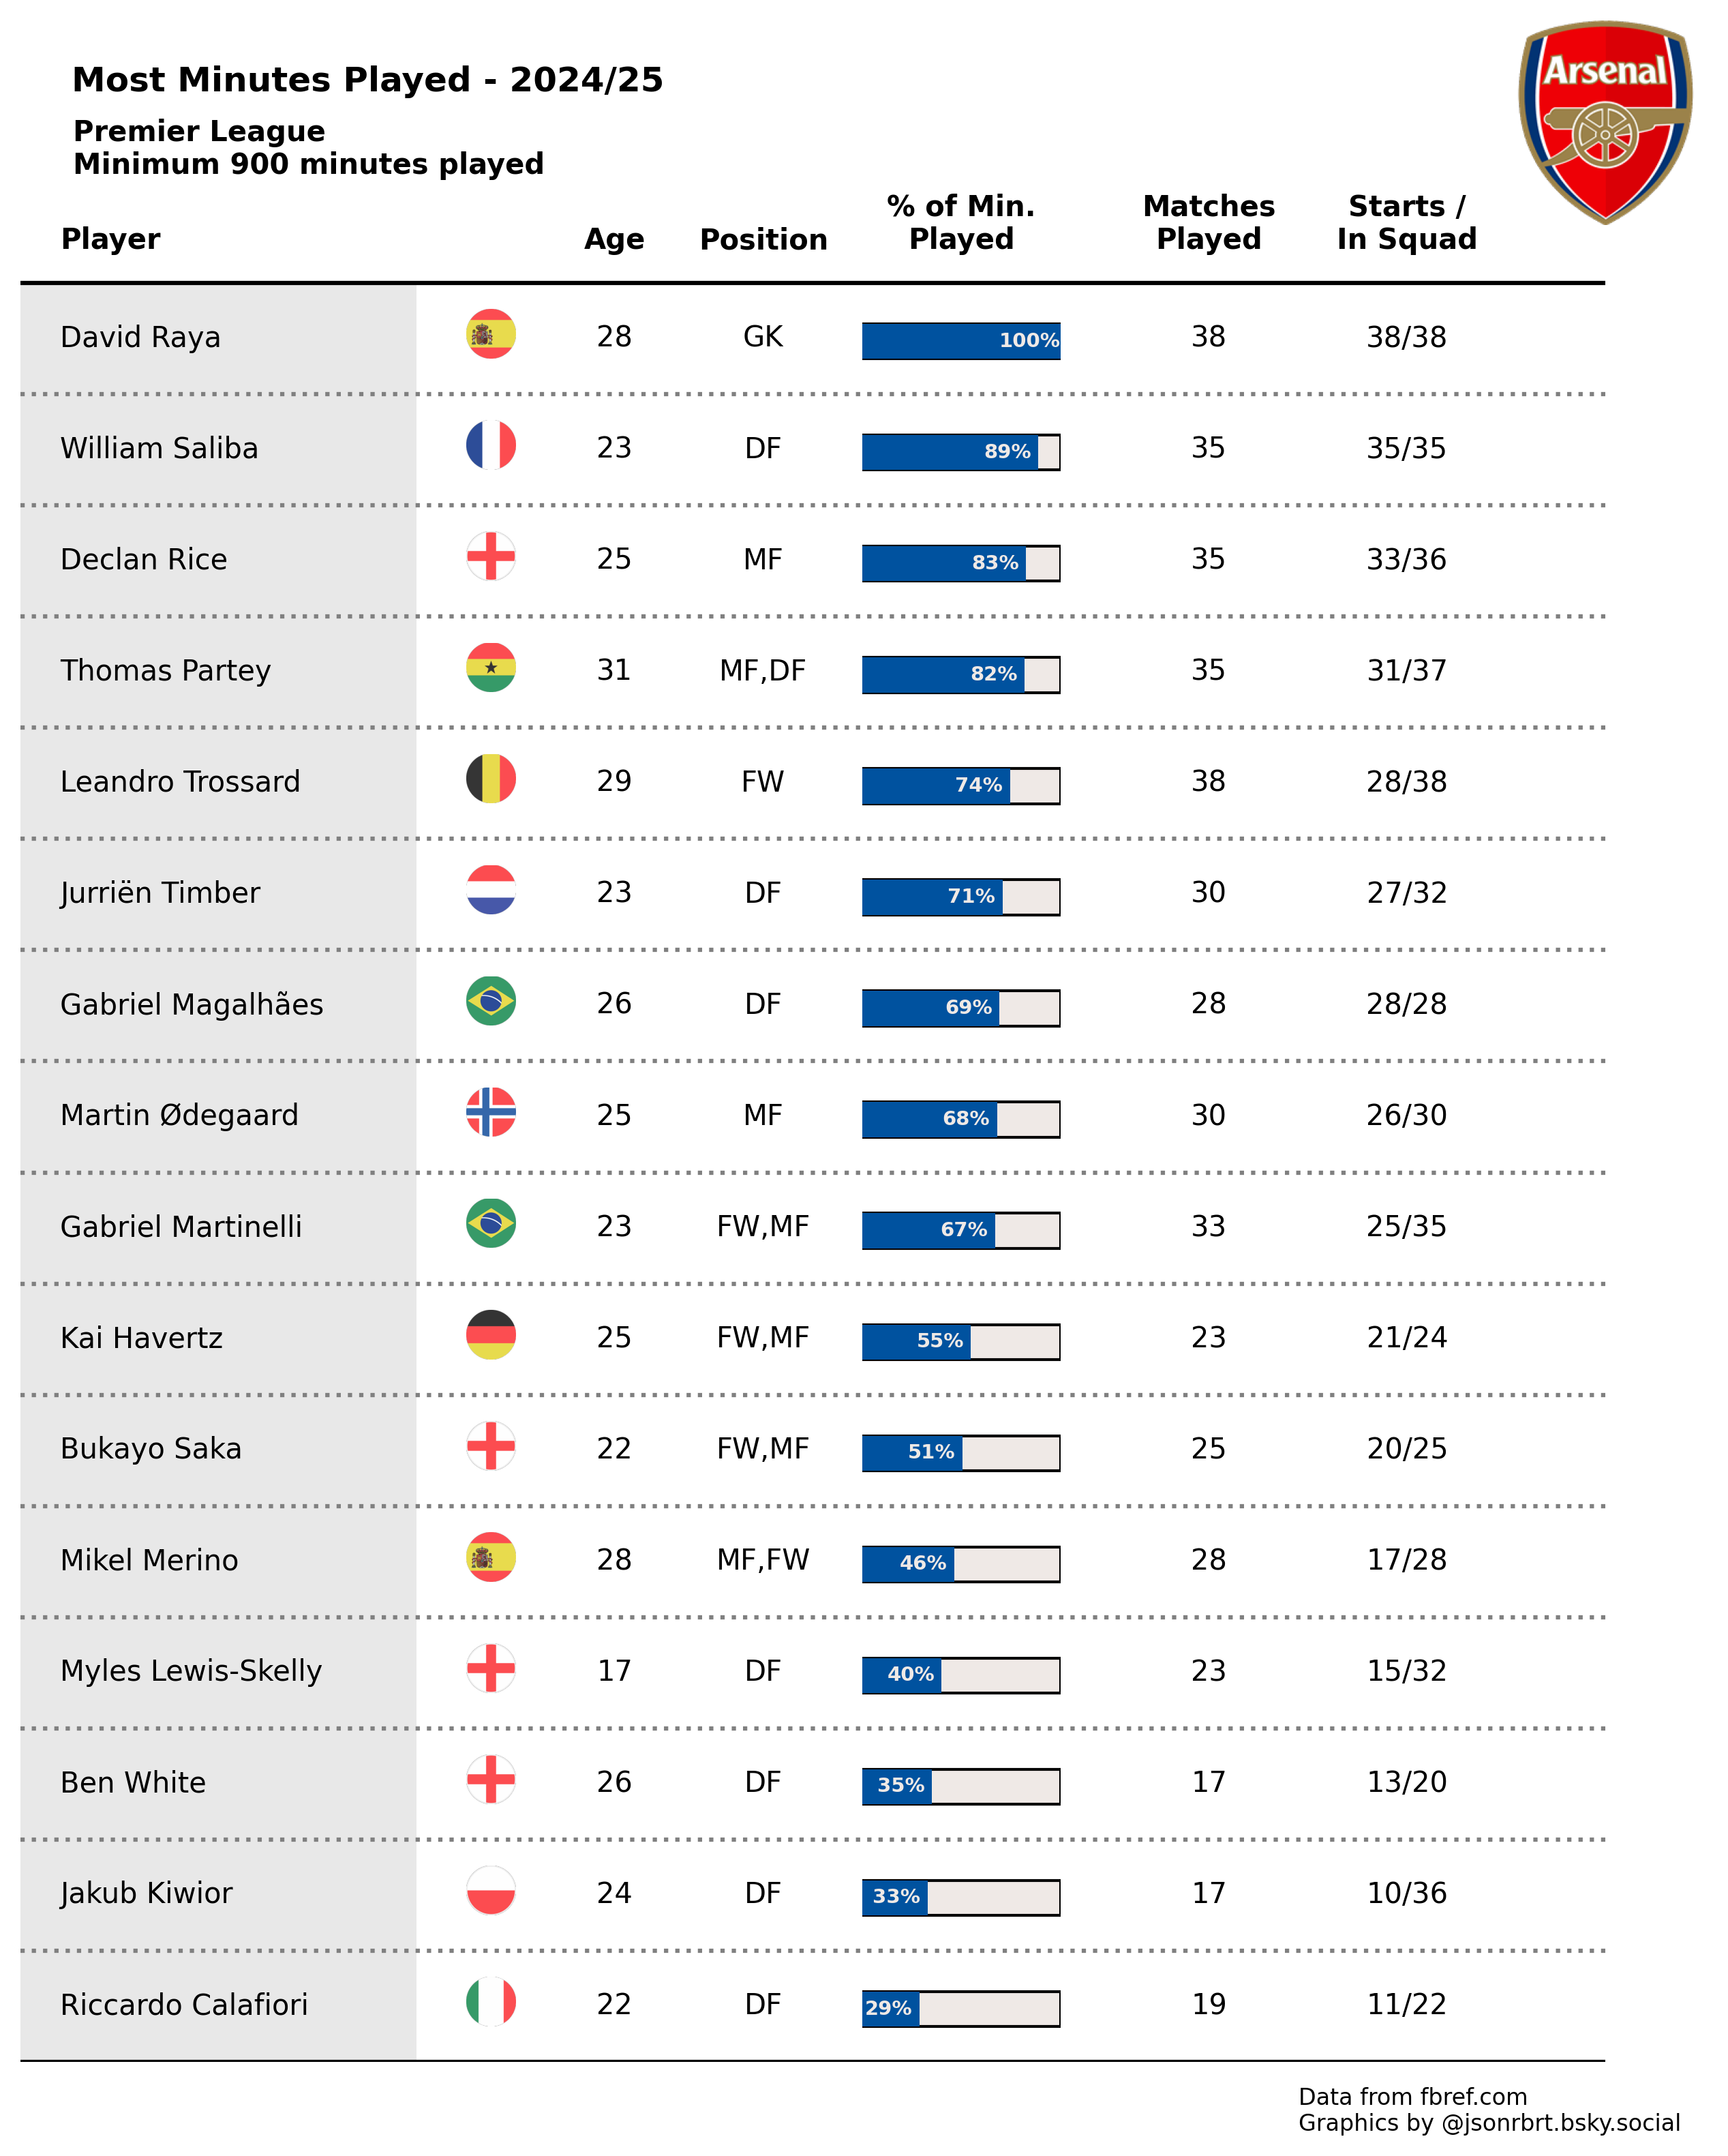 Arsenal
Most Minutes Played - 2024/25
Premier League
Minimum 900 minutes played
Player Age Position % of Min. Played Matches Played Starts / In Squad
David Raya 28 GK 100% 38 38/38
William Saliba 23 DF 89% 35 35/35
Declan Rice 25 MF 83% 35 33/36
Thomas Partey 31 MF,DF 82% 35 31/37
Leandro Trossard 29 FW 74% 38 28/38
Jurriën Timber 23 DF 71% 30 27/32
Gabriel Magalhães 26 DF 69% 28 28/28
Martin Ødegaard 25 MF 68% 30 26/30
Gabriel Martinelli 23 FW,MF 67% 33 25/35
Kai Havertz 25 FW,MF 55% 23 21/24
Bukayo Saka 22 FW,MF 51% 25 20/25
Mikel Merino 28 MF,FW 46% 28 17/28
Myles Lewis-Skelly 17 DF 40% 23 15/32
Ben White 26 DF 35% 17 13/20
Jakub Kiwior 24 DF 33% 17 10/36
Riccardo Calafiori 22 DF 29% 19 11/22
Data from fbref.com
Graphics by @jsonrbrt.bsky.social